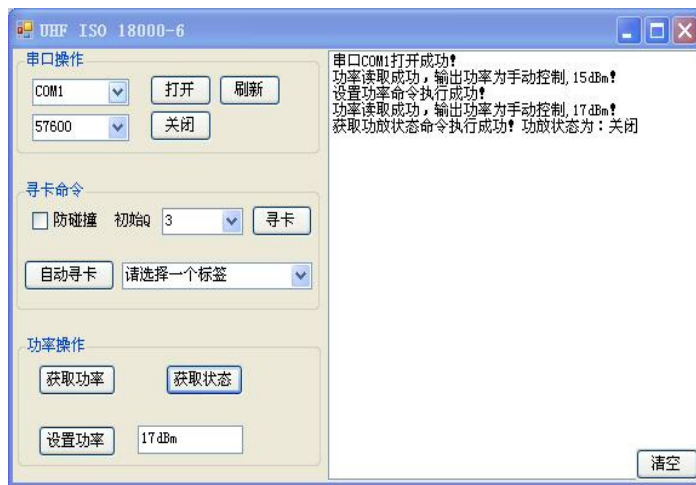 UHF ISO 18000-6
串口操作
COM1 打开 刷新
57600 关闭
寻卡命令
防碰撞 初始Q 3 寻卡
自动寻卡 请选择一个标签
功率操作
获取功率 获取状态
设置功率 17dBm
串口COM1打开成功!
功率读取成功，输出功率为手动控制,15dBm!
设置功率命令执行成功!
功率读取成功，输出功率为手动控制,17dBm!
获取功放状态命令执行成功! 功放状态为：关闭
清空